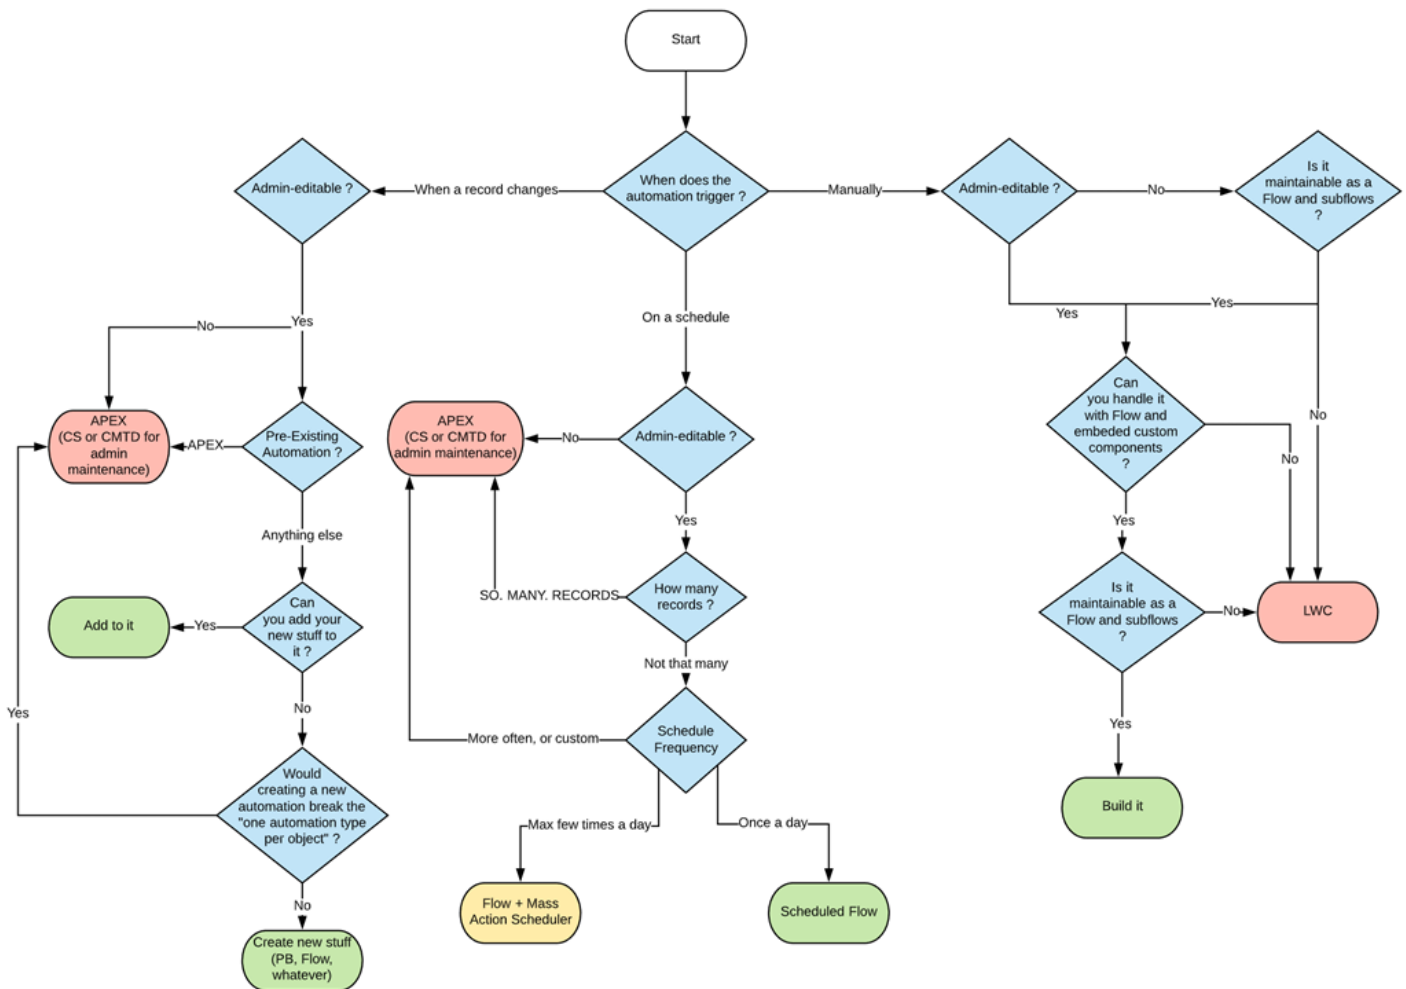 Start
When does the
automation trigger ?
When a record changes
Admin-editable ?
Manually
Admin-editable ?
No
Is it
maintainable as a
Flow and subflows
?
On a schedule
No
Yes
Yes
Yes
No
APEX
(CS or CMTD for
admin
maintenance)
APEX
Pre-Existing
Automation ?
APEX
(CS or CMTD for
admin maintenance)
No
Admin-editable ?
Can
you handle it
with Flow and
embeded custom
components
?
No
Anything else
Yes
Yes
Add to it
Yes
Can
you add your
new stuff to
it ?
SO. MANY. RECORDS
How many
records ?
Is it
maintainable as a
Flow and subflows
?
No
LWC
Not that many
No
Yes
More often, or custom
Schedule
Frequency
Yes
Would
creating a new
automation break the
"one automation type
per object" ?
Max few times a day
Once a day
Build it
No
Flow + Mass
Action Scheduler
Scheduled Flow
Create new stuff
(PB, Flow,
whatever)